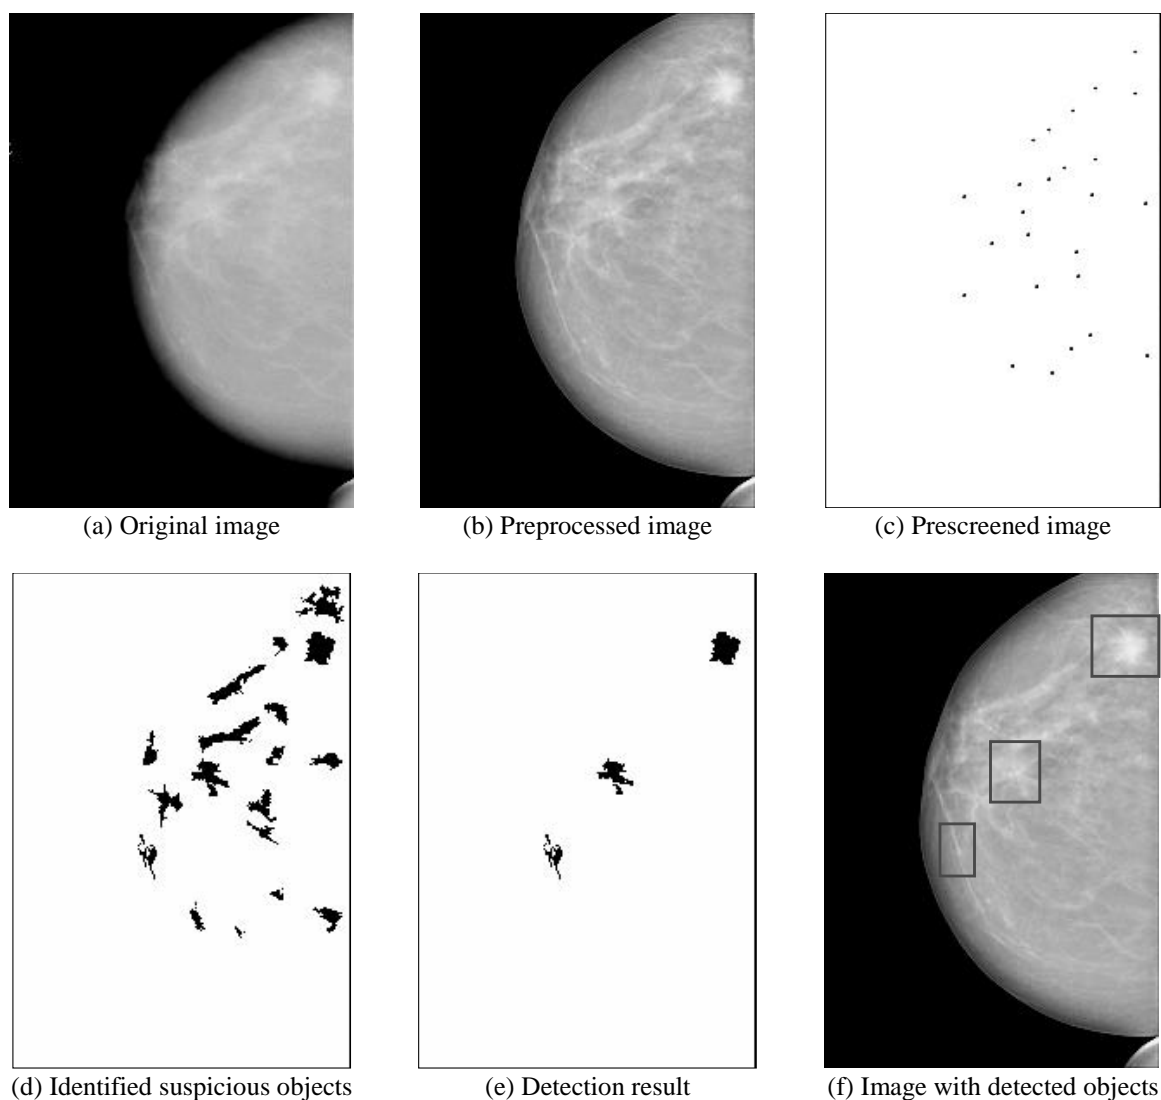 (a) Original image
(b) Preprocessed image
(c) Prescreened image
(d) Identified suspicious objects
(e) Detection result
(f) Image with detected objects